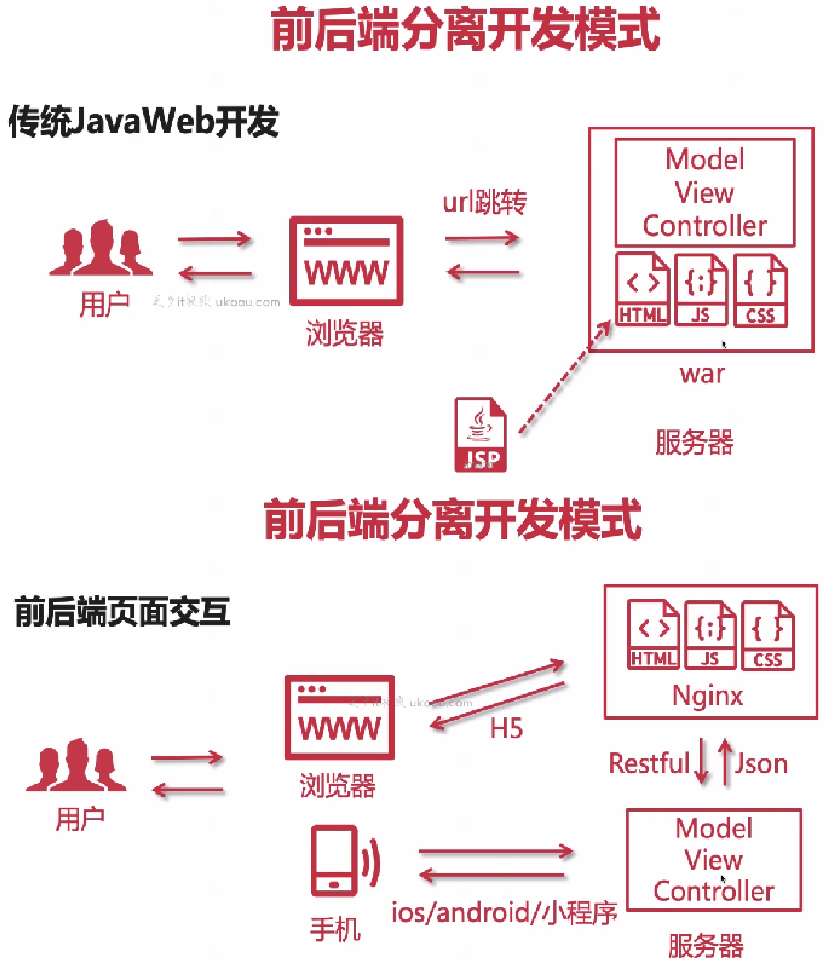 前后端分离开发模式
传统JavaWeb开发
Model
View
Controller
url跳转
WWW
HTML
JS
CSS
用户
ukoou.com
浏览器
war
JSP
服务器
前后端分离开发模式
前后端页面交互
HTML
JS
CSS
Nginx
WWW
H5
浏览器
用户
Restful
Json
Model
View
Controller
手机
ios/android/小程序
服务器